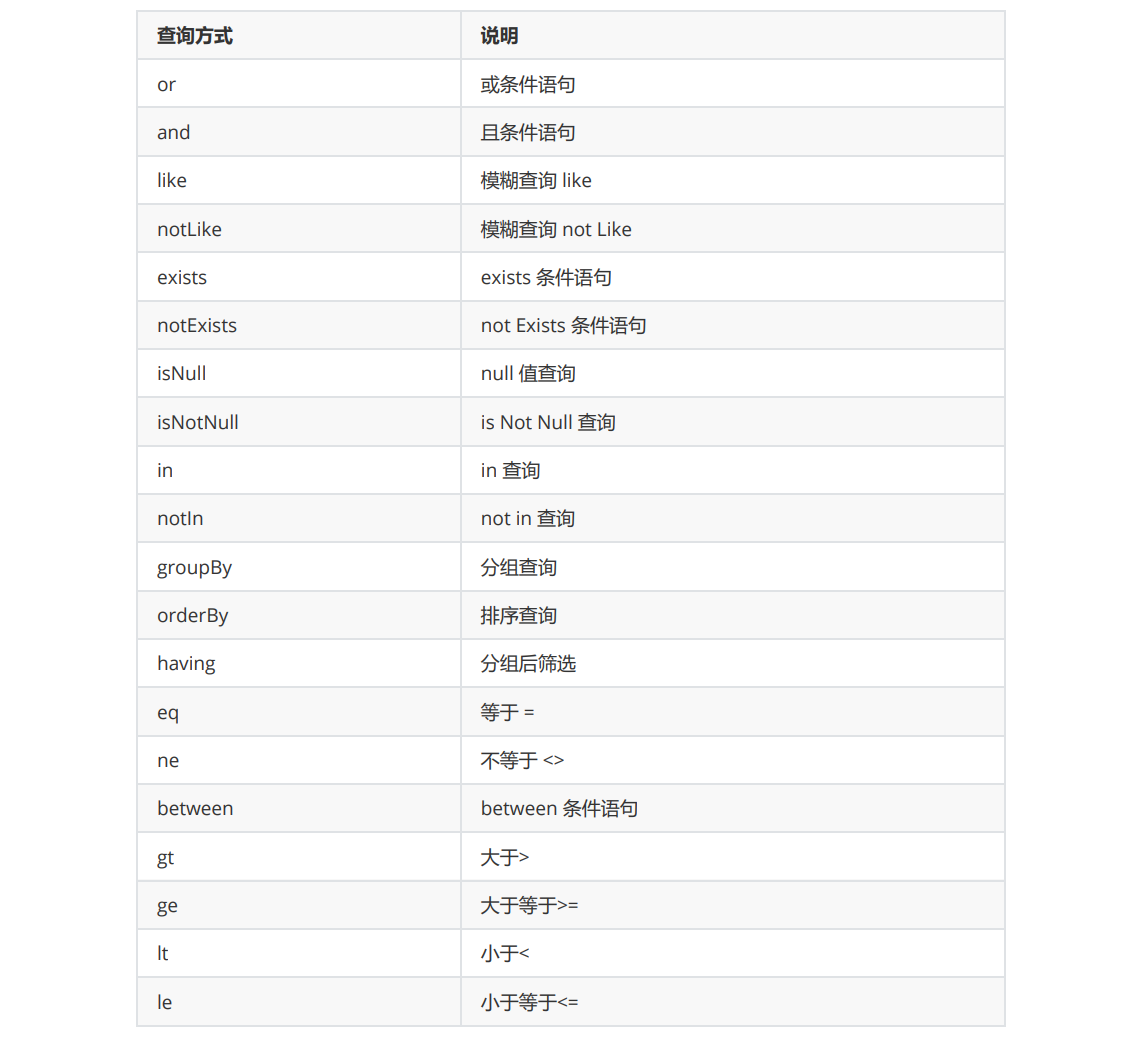 查询方式 说明
or 或条件语句
and 且条件语句
like 模糊查询 like
notLike 模糊查询 not Like
exists exists 条件语句
notExists not Exists 条件语句
isNull null 值查询
isNotNull is Not Null 查询
in in 查询
notIn not in 查询
groupBy 分组查询
orderBy 排序查询
having 分组后筛选
eq 等于 =
ne 不等于 <>
between between 条件语句
gt 大于>
ge 大于等于>=
lt 小于<
le 小于等于<=